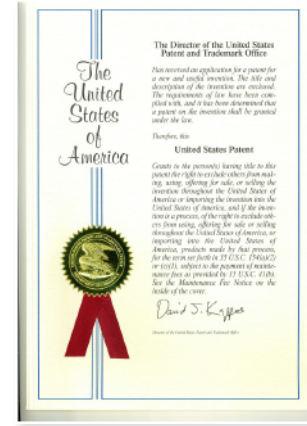 The
United
States
of
America
The Director of the United States
Patent and Trademark Office
Has received an application for a patent for
a new and useful invention. The title and
description of the invention are enclosed.
The requirements of law have been com-
plied with, and it has been determined that
a patent on the invention shall be granted
under the law.
Therefore, this
United States Patent
Grants to the person(s) having title to this
patent the right to exclude others from mak-
ing, using, offering for sale, or selling the
invention throughout the United States of
America or importing the invention into the
United States of America, and if the inven-
tion is a process, of the right to exclude oth-
ers from using, offering for sale or selling
throughout the United States of America, or
importing into the United States of
America, products made by that process,
for the term set forth in 35 U.S.C. 154(a)(2)
or (c)(1), subject to the payment of mainte-
nance fees as provided by 35 U.S.C. 41(b).
See the Maintenance Fee Notice on the
inside of the cover.
David J. Kappos
Director of the United States Patent and Trademark Office